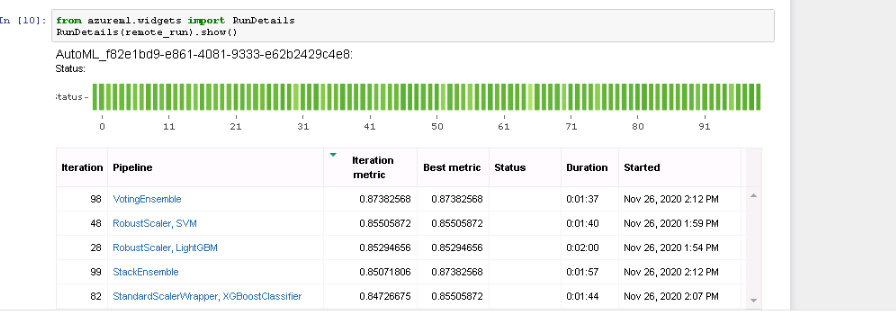 In [10]: from azureml.widgets import RunDetails
RunDetails(remote_run).show()
AutoML_f82e1bd9-e861-4081-9333-e62b2429c4e8:
Status:
Status -
0 11 21 31 41 50 61 71 80 91
Iteration Pipeline Iteration metric Best metric Status Duration Started
98 VotingEnsemble 0.87382568 0.87382568 0:01:37 Nov 26, 2020 2:12 PM
48 RobustScaler, SVM 0.85505872 0.85505872 0:01:40 Nov 26, 2020 1:59 PM
28 RobustScaler, LightGBM 0.85294656 0.85294656 0:02:00 Nov 26, 2020 1:54 PM
99 StackEnsemble 0.85071806 0.87382568 0:01:57 Nov 26, 2020 2:12 PM
82 StandardScalerWrapper, XGBoostClassifier 0.84726675 0.85505872 0:01:44 Nov 26, 2020 2:07 PM